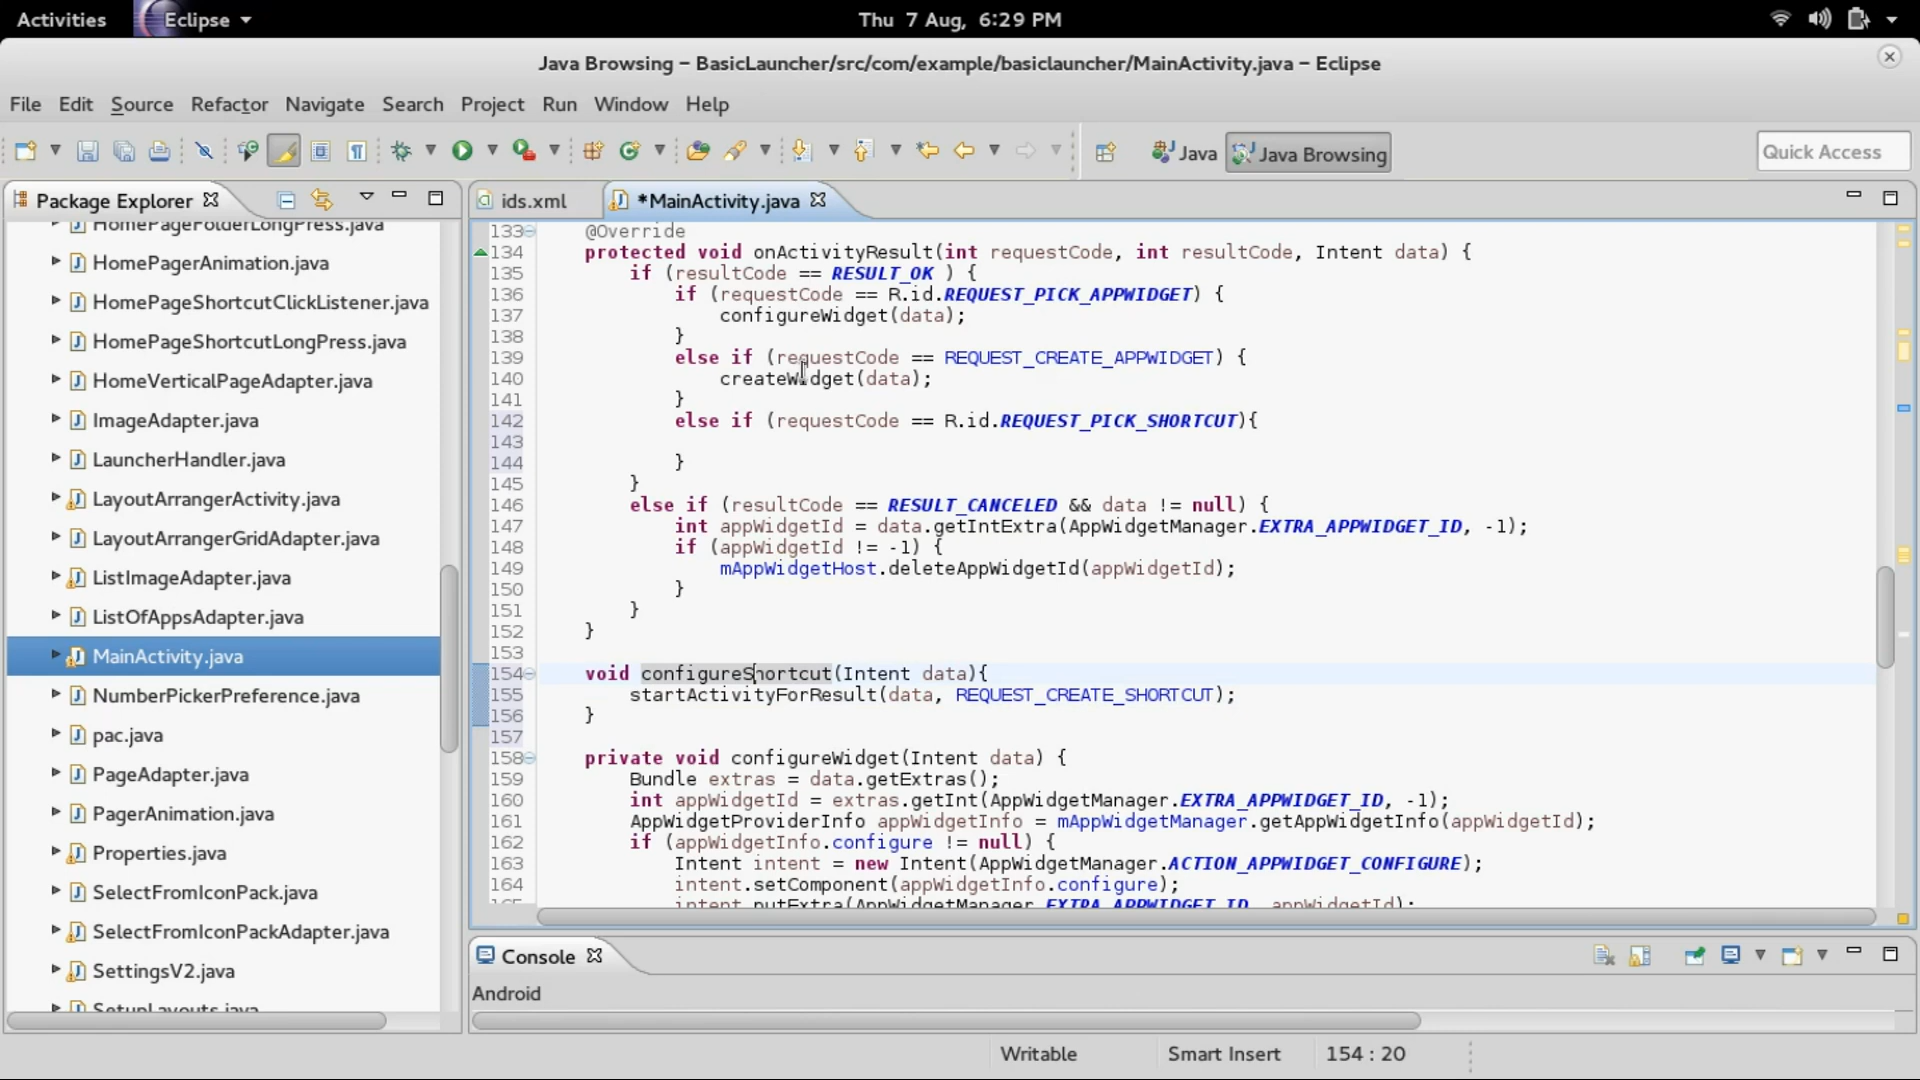 Activities
Eclipse
Thu 7 Aug, 6:29 PM
Java Browsing – BasicLauncher/src/com/example/basiclauncher/MainActivity.java – Eclipse
File Edit Source Refactor Navigate Search Project Run Window Help
Java
Java Browsing
Quick Access
Package Explorer
HomePageFolderLongPress.java
HomePagerAnimation.java
HomePageShortcutClickListener.java
HomePageShortcutLongPress.java
HomeVerticalPageAdapter.java
ImageAdapter.java
LauncherHandler.java
LayoutArrangerActivity.java
LayoutArrangerGridAdapter.java
ListImageAdapter.java
ListOfAppsAdapter.java
MainActivity.java
NumberPickerPreference.java
pac.java
PageAdapter.java
PagerAnimation.java
Properties.java
SelectFromIconPack.java
SelectFromIconPackAdapter.java
SettingsV2.java
SetupLayouts.java
ids.xml
*MainActivity.java
133 @Override
134 protected void onActivityResult(int requestCode, int resultCode, Intent data) {
135 if (resultCode == RESULT_OK ) {
136 if (requestCode == R.id.REQUEST_PICK_APPWIDGET) {
137 configureWidget(data);
138 }
139 else if (requestCode == REQUEST_CREATE_APPWIDGET) {
140 createWidget(data);
141 }
142 else if (requestCode == R.id.REQUEST_PICK_SHORTCUT){
143
144 }
145 }
146 else if (resultCode == RESULT_CANCELED && data != null) {
147 int appWidgetId = data.getIntExtra(AppWidgetManager.EXTRA_APPWIDGET_ID, -1);
148 if (appWidgetId != -1) {
149 mAppWidgetHost.deleteAppWidgetId(appWidgetId);
150 }
151 }
152 }
153
154 void configureShortcut(Intent data){
155 startActivityForResult(data, REQUEST_CREATE_SHORTCUT);
156 }
157
158 private void configureWidget(Intent data) {
159 Bundle extras = data.getExtras();
160 int appWidgetId = extras.getInt(AppWidgetManager.EXTRA_APPWIDGET_ID, -1);
161 AppWidgetProviderInfo appWidgetInfo = mAppWidgetManager.getAppWidgetInfo(appWidgetId);
162 if (appWidgetInfo.configure != null) {
163 Intent intent = new Intent(AppWidgetManager.ACTION_APPWIDGET_CONFIGURE);
164 intent.setComponent(appWidgetInfo.configure);
165 intent.putExtra(AppWidgetManager.EXTRA_APPWIDGET_ID, appWidgetId);
Console
Android
Writable
Smart Insert
154 : 20